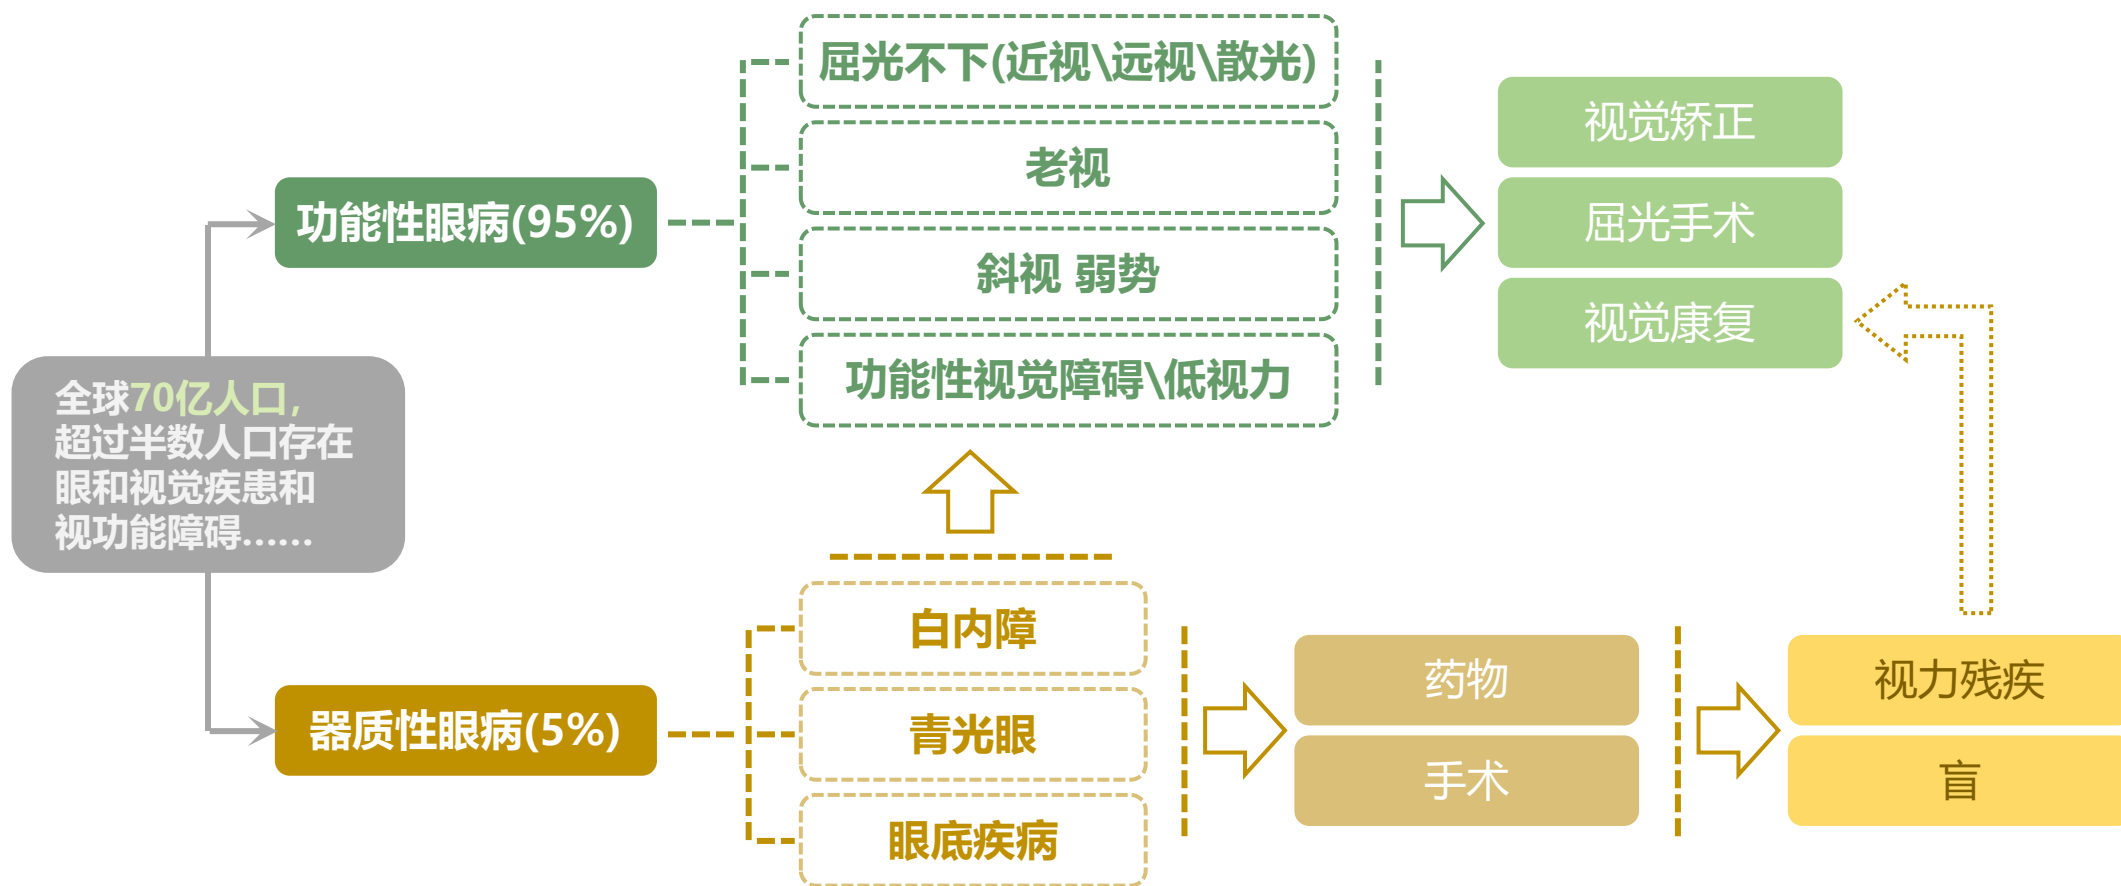 全球70亿人口,
超过半数人口存在
眼和视觉疾患和
视功能障碍……
功能性眼病(95%)
屈光不下(近视\远视\散光)
老视
斜视 弱势
功能性视觉障碍\低视力
视觉矫正
屈光手术
视觉康复
器质性眼病(5%)
白内障
青光眼
眼底疾病
药物
手术
视力残疾
盲